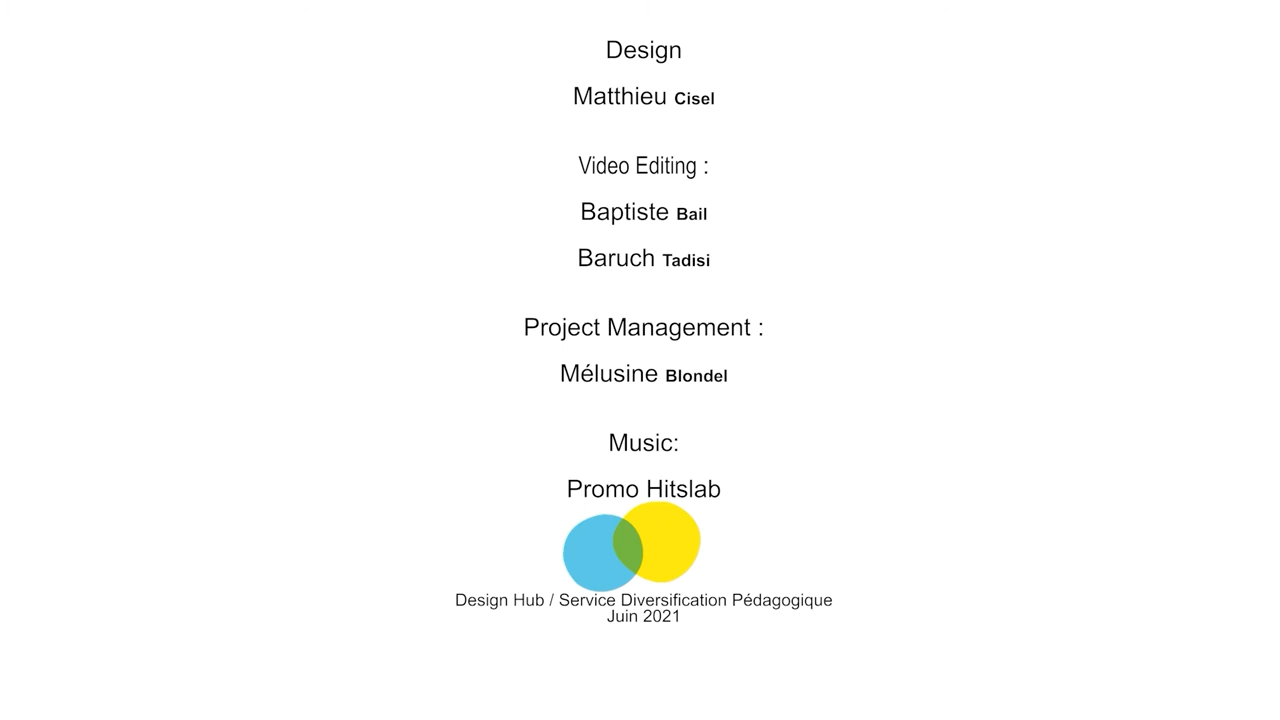 Design
Matthieu Cisel
Video Editing :
Baptiste Bail
Baruch Tadisi
Project Management :
Mélusine Blondel
Music:
Promo Hitslab
Design Hub / Service Diversification Pédagogique
Juin 2021